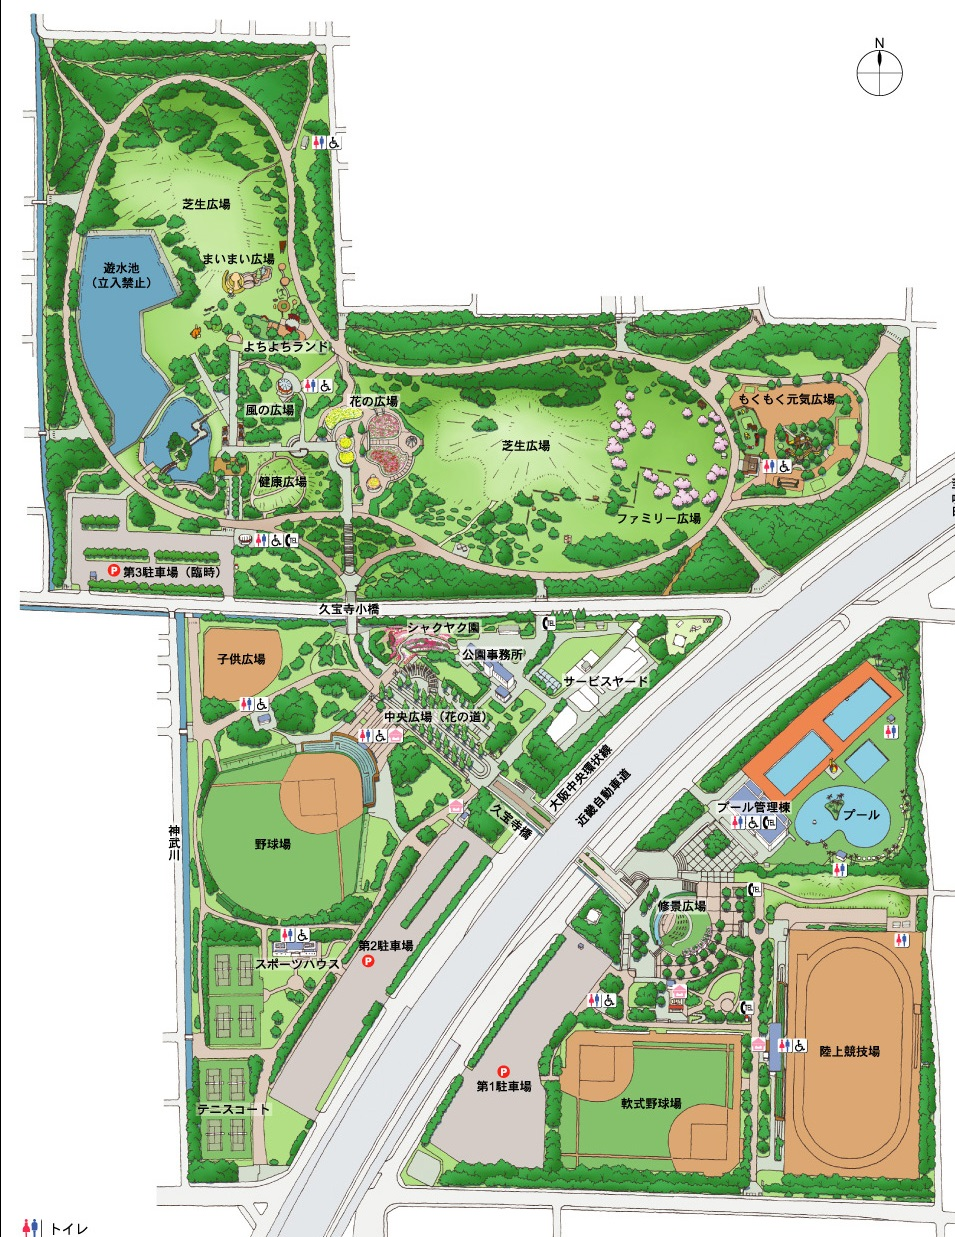 N
芝生広場
まいまい広場
遊水池
（立入禁止）
よちよちランド
風の広場
花の広場
もくもく元気広場
芝生広場
健康広場
ファミリー広場
TEL
P 第3駐車場（臨時）
久宝寺小橋
シャクヤク園
TEL
子供広場
公園事務所
サービスヤード
中央広場（花の道）
大阪中央環状線
近畿自動車道
久宝寺橋
プール管理棟
TEL
プール
神武川
野球場
TEL
修景広場
第2駐車場
P
スポーツハウス
TEL
陸上競技場
P
第1駐車場
軟式野球場
テニスコート
トイレ